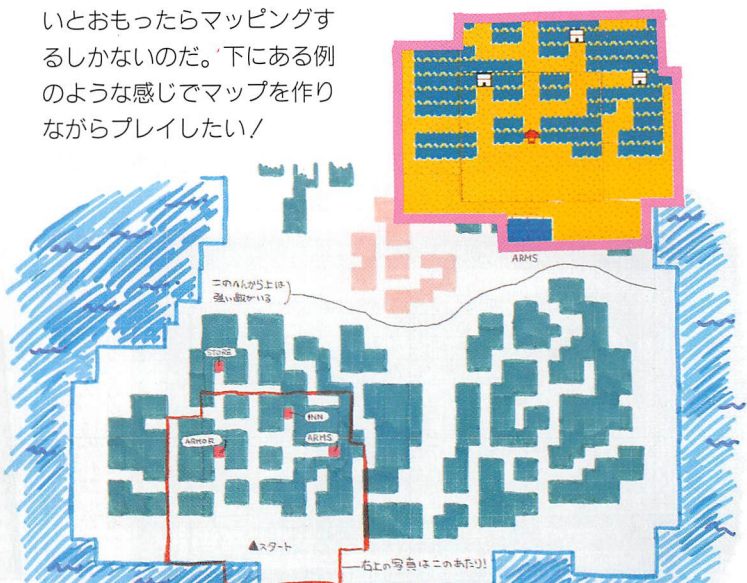 いとおもったらマッピングす
るしかないのだ。下にある例
のような感じでマップを作り
ながらプレイしたい!
ARMS
このへんから上は
強い敵がいる
STORE
INN
ARMOR
ARMS
▲スタート
右上の写真はこのあたり!